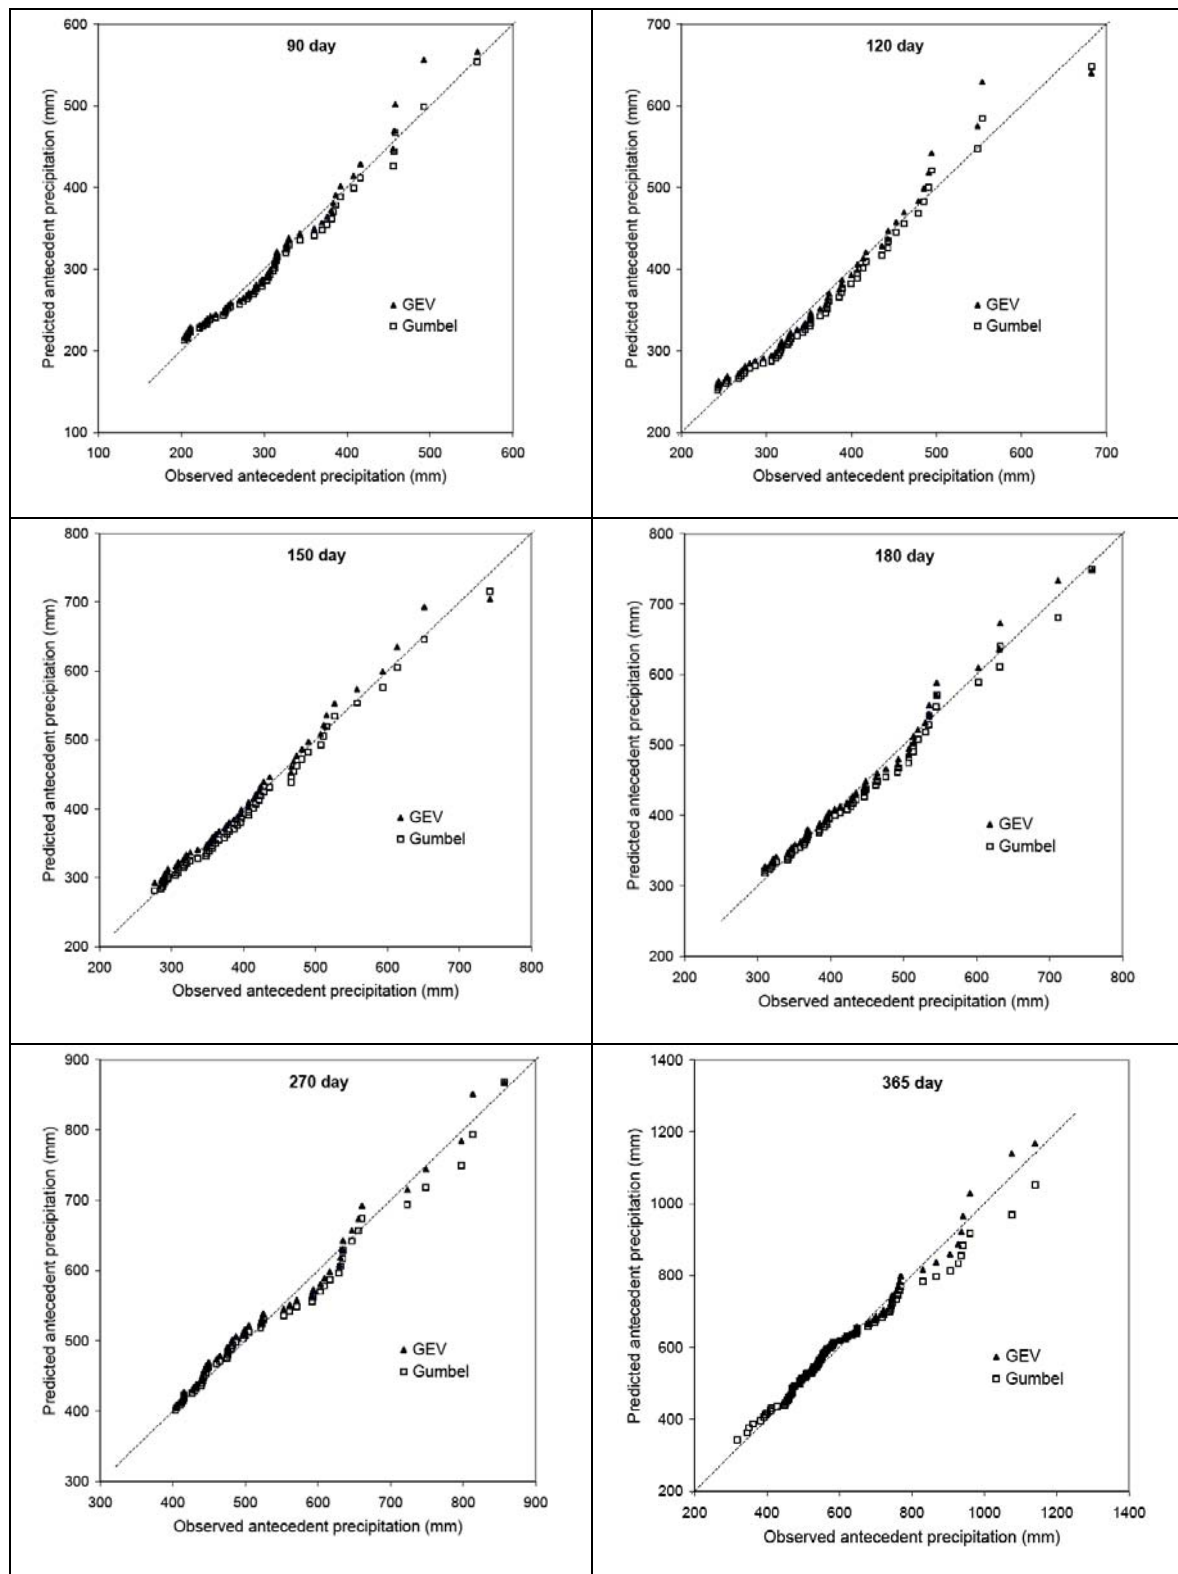 90 day
Predicted antecedent precipitation (mm)
600
500
400
300
200
100
GEV
Gumbel
100 200 300 400 500 600
Observed antecedent precipitation (mm)
120 day
Predicted antecedent precipitation (mm)
700
600
500
400
300
200
GEV
Gumbel
200 300 400 500 600 700
Observed antecedent precipitation (mm)
150 day
Predicted antecedent precipitation (mm)
800
700
600
500
400
300
200
GEV
Gumbel
200 300 400 500 600 700 800
Observed antecedent precipitation (mm)
180 day
Predicted antecedent precipitation (mm)
800
700
600
500
400
300
200
GEV
Gumbel
200 300 400 500 600 700 800
Observed antecedent precipitation (mm)
270 day
Predicted antecedent precipitation (mm)
900
800
700
600
500
400
300
GEV
Gumbel
300 400 500 600 700 800 900
Observed antecedent precipitation (mm)
365 day
Predicted antecedent precipitation (mm)
1400
1200
1000
800
600
400
200
GEV
Gumbel
200 400 600 800 1000 1200 1400
Observed antecedent precipitation (mm)